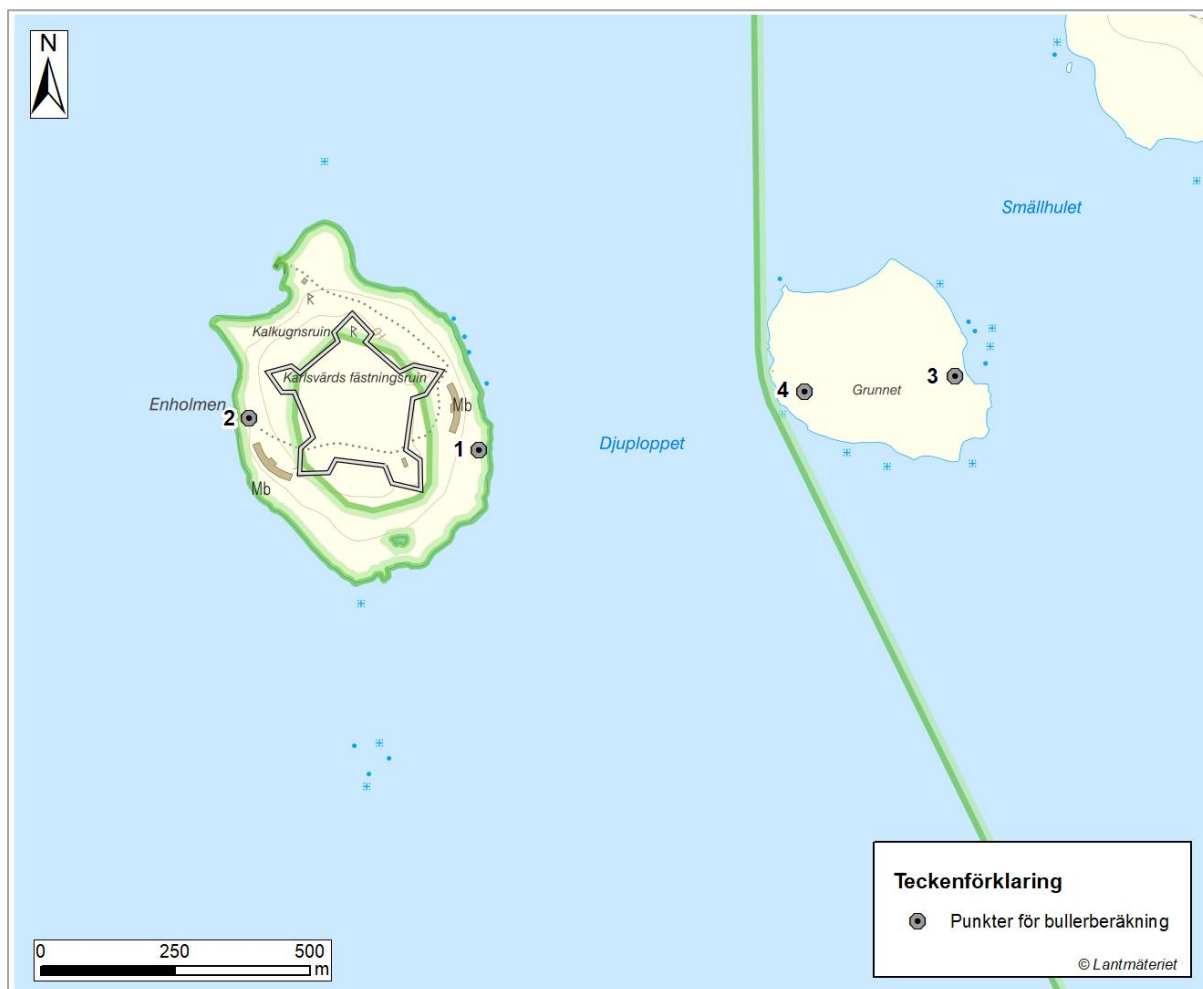 N
Smällhulet
Kalkugnsruin
R
R
Karlsvärds fästningsruin
Enholmen
2
Mb
1
Mb
Djuploppet
4
3
Grunnet
0 250 500
m
Teckenförklaring
Punkter för bullerberäkning
© Lantmäteriet